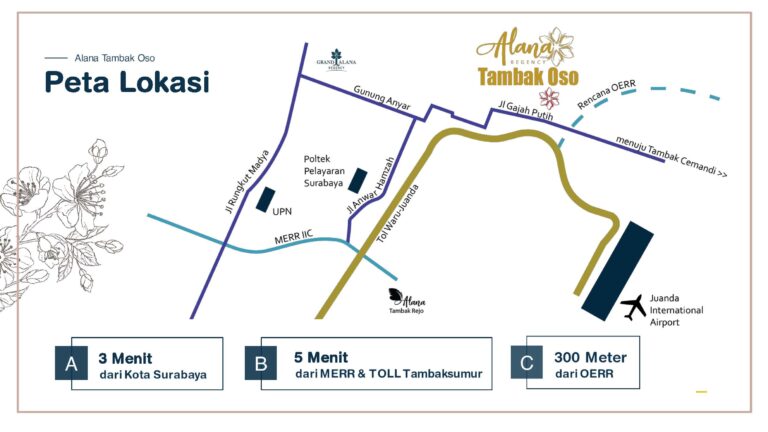 Alana Tambak Oso
Peta Lokasi
GRAND ALANA
REGENCY
Alana
REGENCY
Tambak Oso
Gunung Anyar
Jl Gajah Putih
Rencana OERR
menuju Tambak Cemandi >>
Jl Rungkut Madya
Poltek
Pelayaran
Surabaya
Jl Anwar Hamzah
UPN
MERR IIC
Tol Waru-Juanda
Alana
Tambak Rejo
Juanda
International
Airport
A
3 Menit
dari Kota Surabaya
B
5 Menit
dari MERR & TOLL Tambaksumur
C
300 Meter
dari OERR